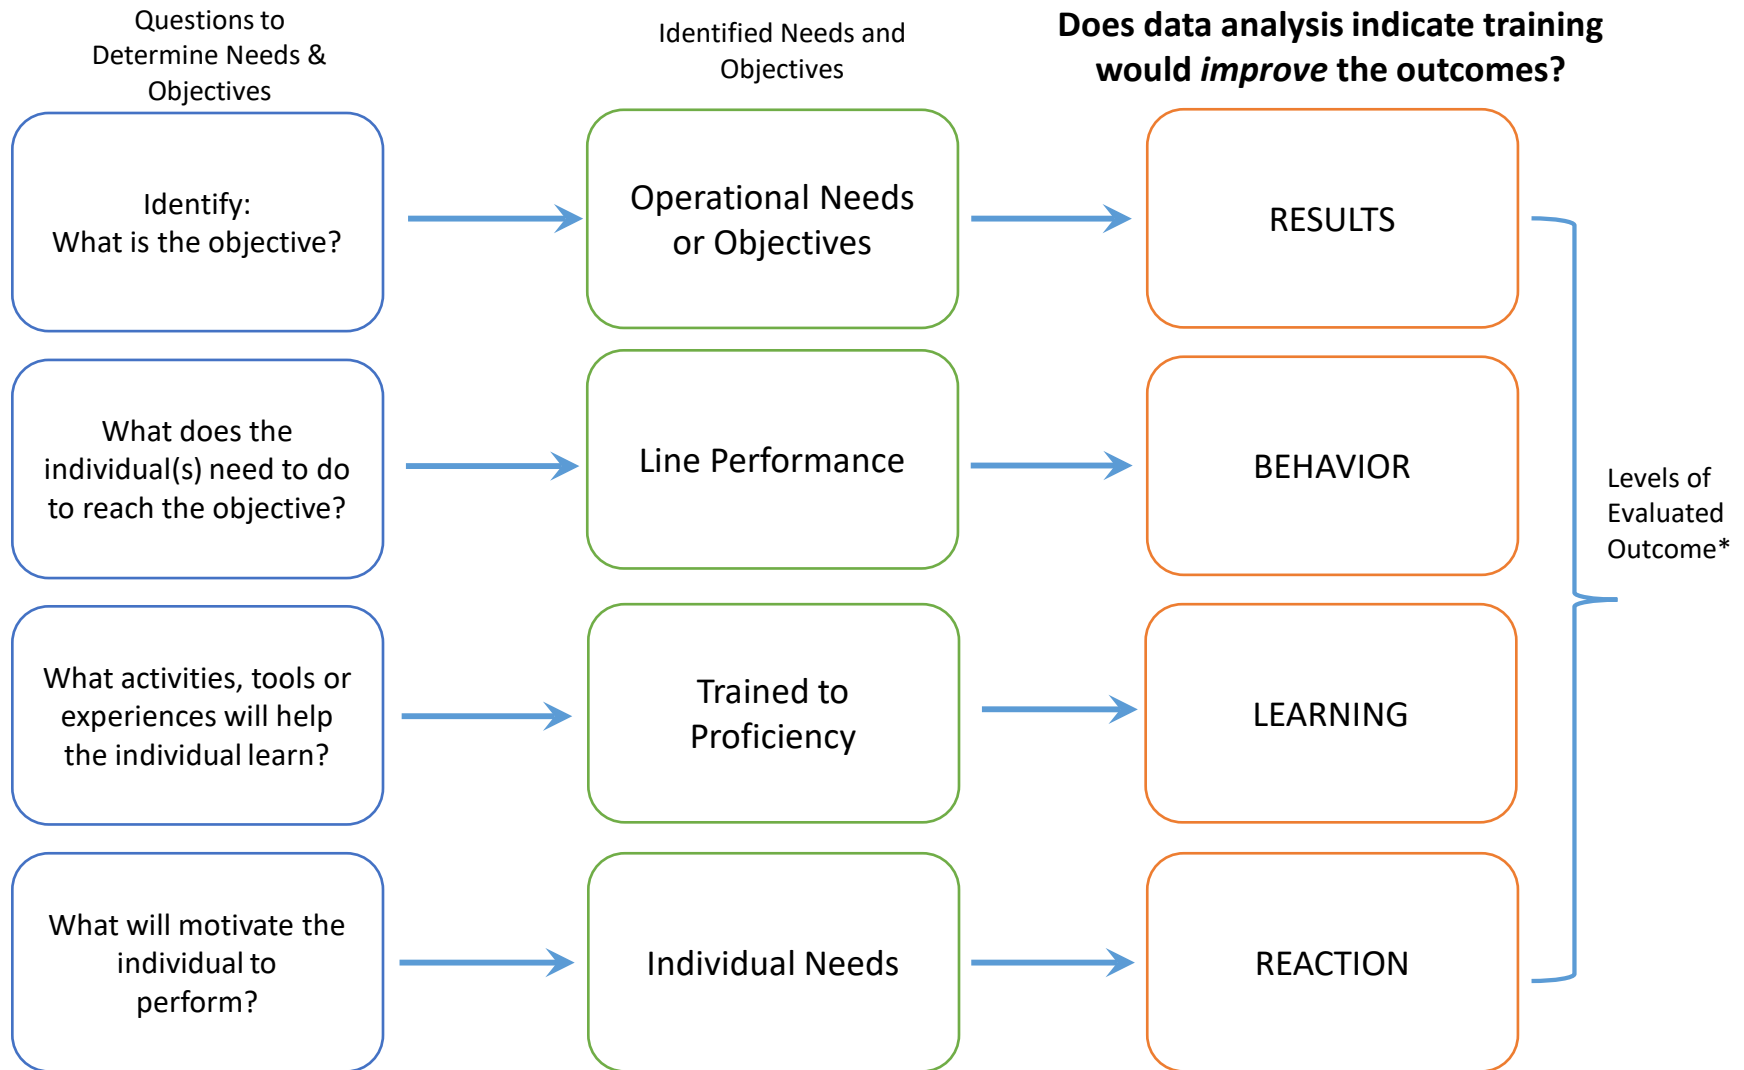 Questions to
Determine Needs &
Objectives
Identified Needs and
Objectives
Does data analysis indicate training
would improve the outcomes?
Identify:
What is the objective?
Operational Needs
or Objectives
RESULTS
What does the
individual(s) need to do
to reach the objective?
Line Performance
BEHAVIOR
Levels of
Evaluated
Outcome*
What activities, tools or
experiences will help
the individual learn?
Trained to
Proficiency
LEARNING
What will motivate the
individual to
perform?
Individual Needs
REACTION